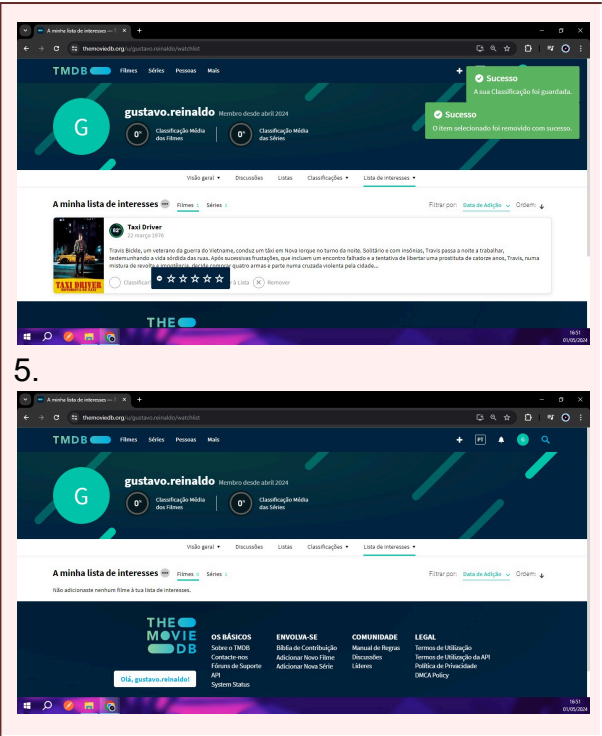 A minha lista de interesses
themoviedb.org/u/gustavo.reinaldo/watchlist
TMDB Filmes Séries Pessoas Mais
Sucesso
A sua Classificação foi guardada.
Sucesso
O item selecionado foi removido com sucesso.
G
gustavo.reinaldo Membro desde abril 2024
0% Classificação Média dos Filmes
0% Classificação Média das Séries
Visão geral Discussões Listas Classificações Lista de Interesses
A minha lista de interesses Filmes Séries Filtrar por: Data de Adição Ordem:
82% Taxi Driver
22 março 1976
Travis Bickle, um veterano da guerra do Vietname, conduz um táxi em Nova Iorque no turno da noite. Solitário e com insónias, Travis passa a noite a trabalhar,
testemunhando a vida sórdida das ruas. Após sucessivas frustações, que incluem um encontro falhado e a tentativa de libertar uma prostituta de catorze anos, Travis, numa
mistura de revolta e impotência, decide comprar quatro armas e parte numa cruzada violenta pela cidade...
TAXI DRIVER
à Lista Remover
THE
16:51
01/05/2024
5.
A minha lista de interesses
themoviedb.org/u/gustavo.reinaldo/watchlist
TMDB Filmes Séries Pessoas Mais
PT G
G
gustavo.reinaldo Membro desde abril 2024
0% Classificação Média dos Filmes
0% Classificação Média das Séries
Visão geral Discussões Listas Classificações Lista de Interesses
A minha lista de interesses Filmes Séries Filtrar por: Data de Adição Ordem:
Não adicionaste nenhum filme à tua lista de interesses.
THE
MOVIE
DB
Olá, gustavo.reinaldo!
OS BÁSICOS
Sobre o TMDB
Contacte-nos
Fóruns de Suporte
API
System Status
ENVOLVA-SE
Bíblia de Contribuição
Adicionar Novo Filme
Adicionar Nova Série
COMUNIDADE
Manual de Regras
Discussões
Líderes
LEGAL
Termos de Utilização
Termos de Utilização da API
Política de Privacidade
DMCA Policy
16:51
01/05/2024